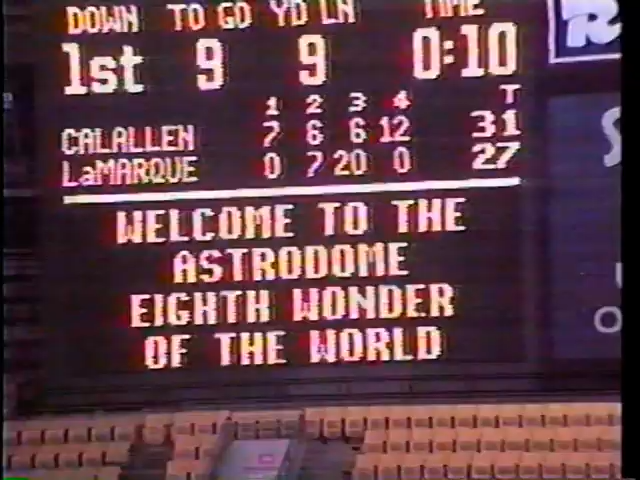 DOWN TO GO YD LN TIME
1st 9 9 0:10
1 2 3 4 T
CALALLEN 7 6 6 12 31
LaMARQUE 0 7 20 0 27
WELCOME TO THE
ASTRODOME
EIGHTH WONDER
OF THE WORLD